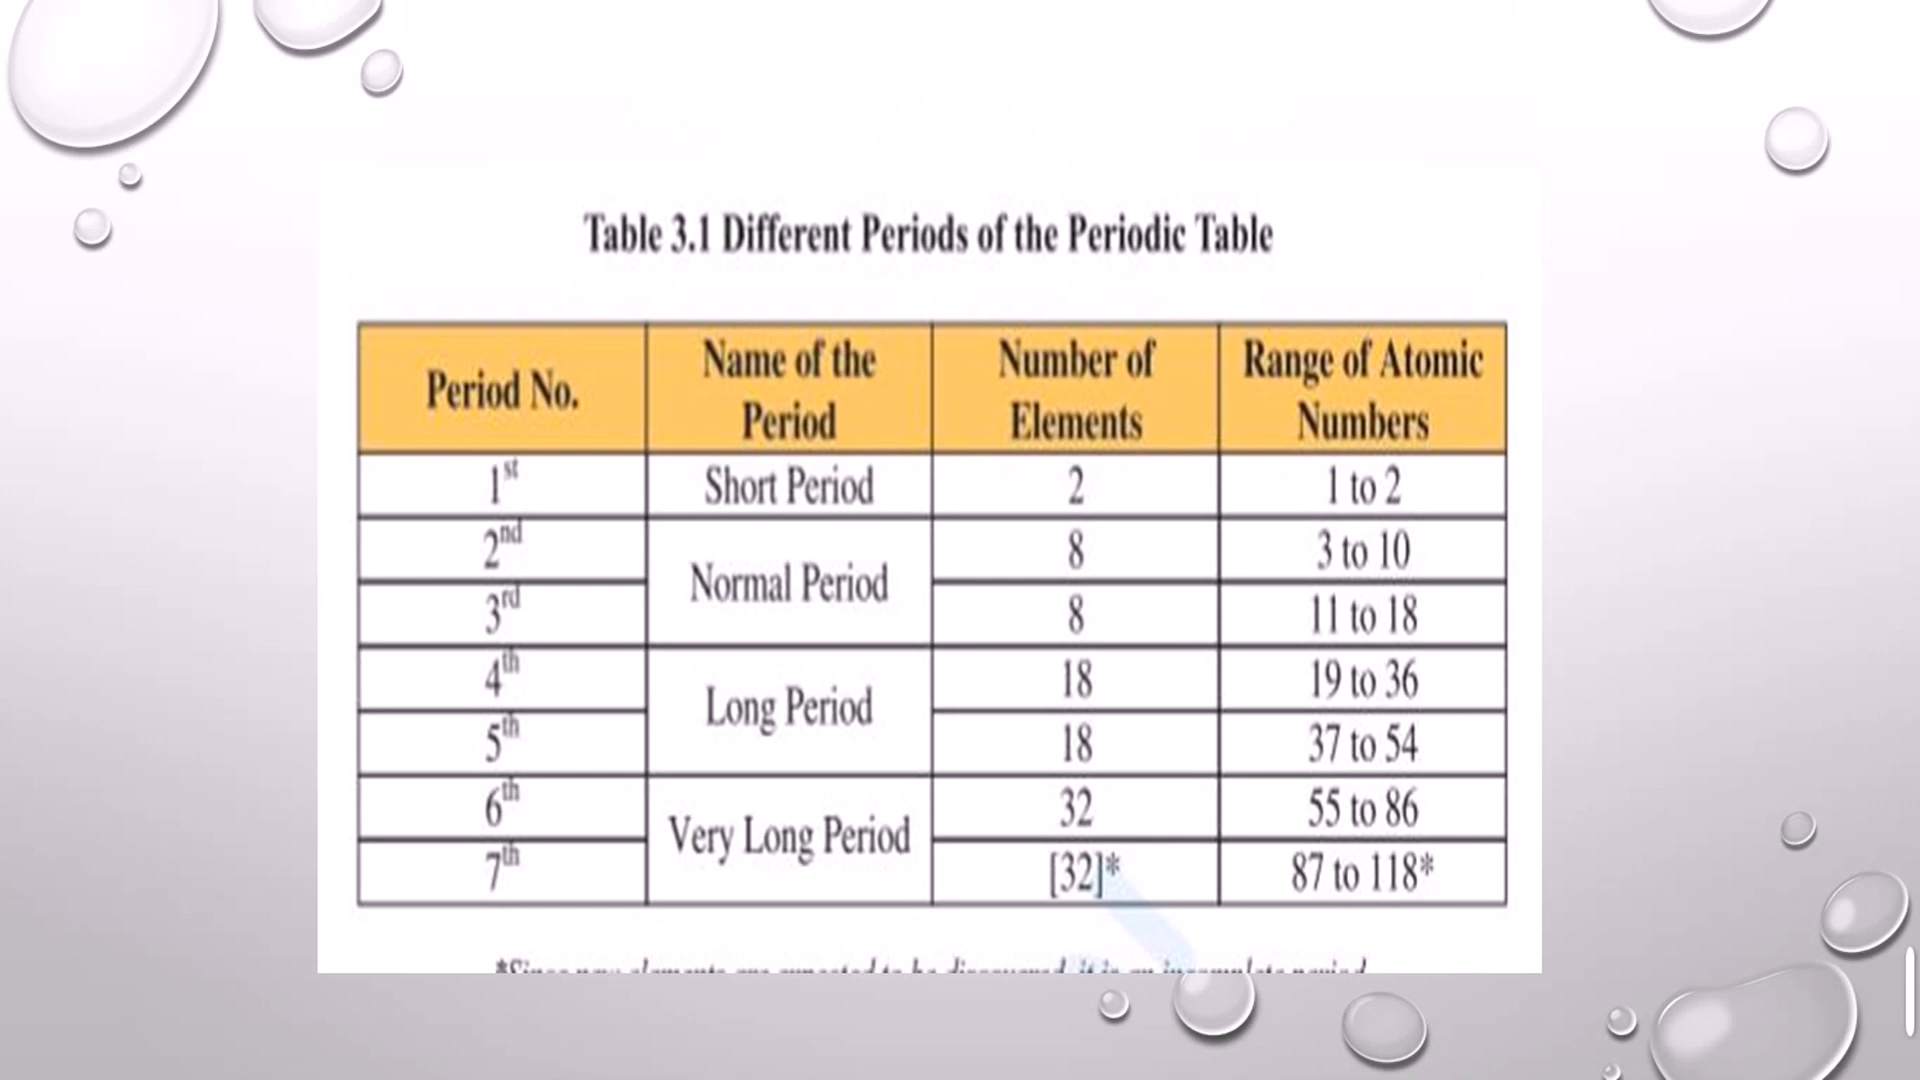 Table 3.1 Different Periods of the Periodic Table
Period No. Name of the Period Number of Elements Range of Atomic Numbers
1st Short Period 2 1 to 2
2nd Normal Period 8 3 to 10
3rd 8 11 to 18
4th Long Period 18 19 to 36
5th 18 37 to 54
6th Very Long Period 32 55 to 86
7th [32]* 87 to 118*